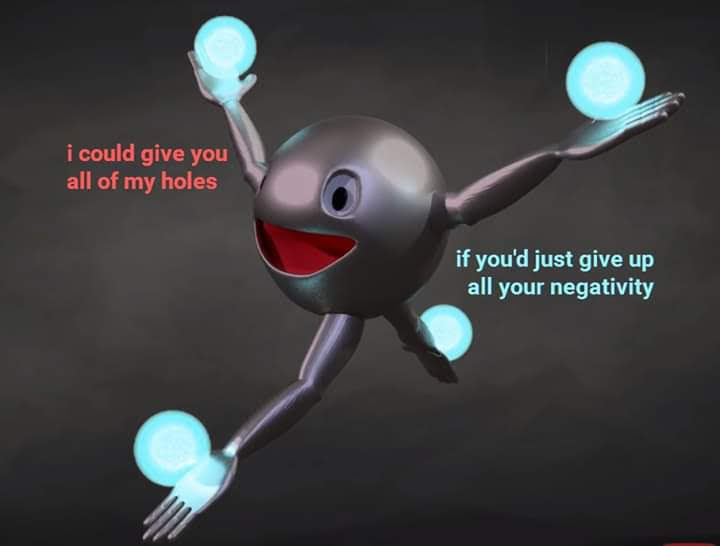 i could give you
all of my holes
if you'd just give up
all your negativity